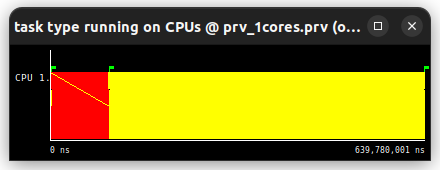 task type running on CPUs @ prv_1cores.prv (o...
CPU 1.
0 ns
639,780,001 ns